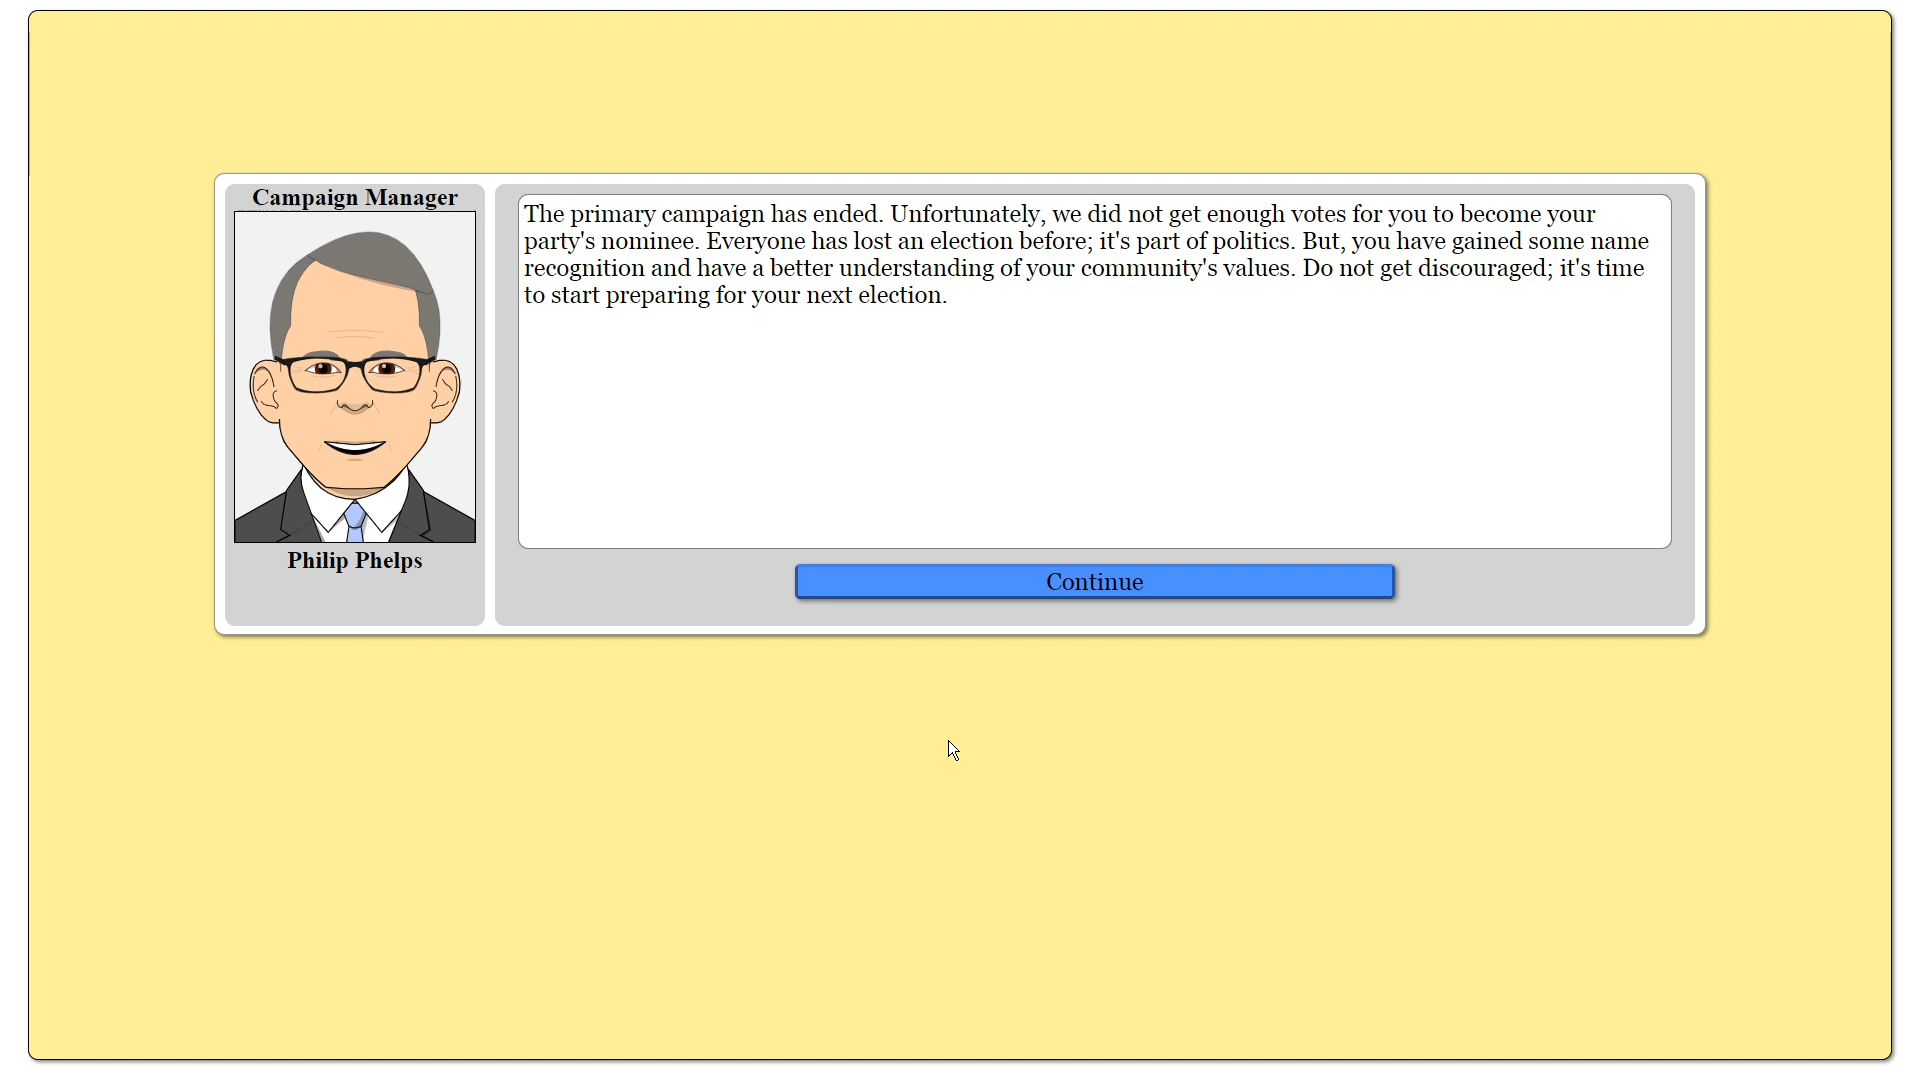 Campaign Manager
Philip Phelps
The primary campaign has ended. Unfortunately, we did not get enough votes for you to become your
party's nominee. Everyone has lost an election before; it's part of politics. But, you have gained some name
recognition and have a better understanding of your community's values. Do not get discouraged; it's time
to start preparing for your next election.
Continue